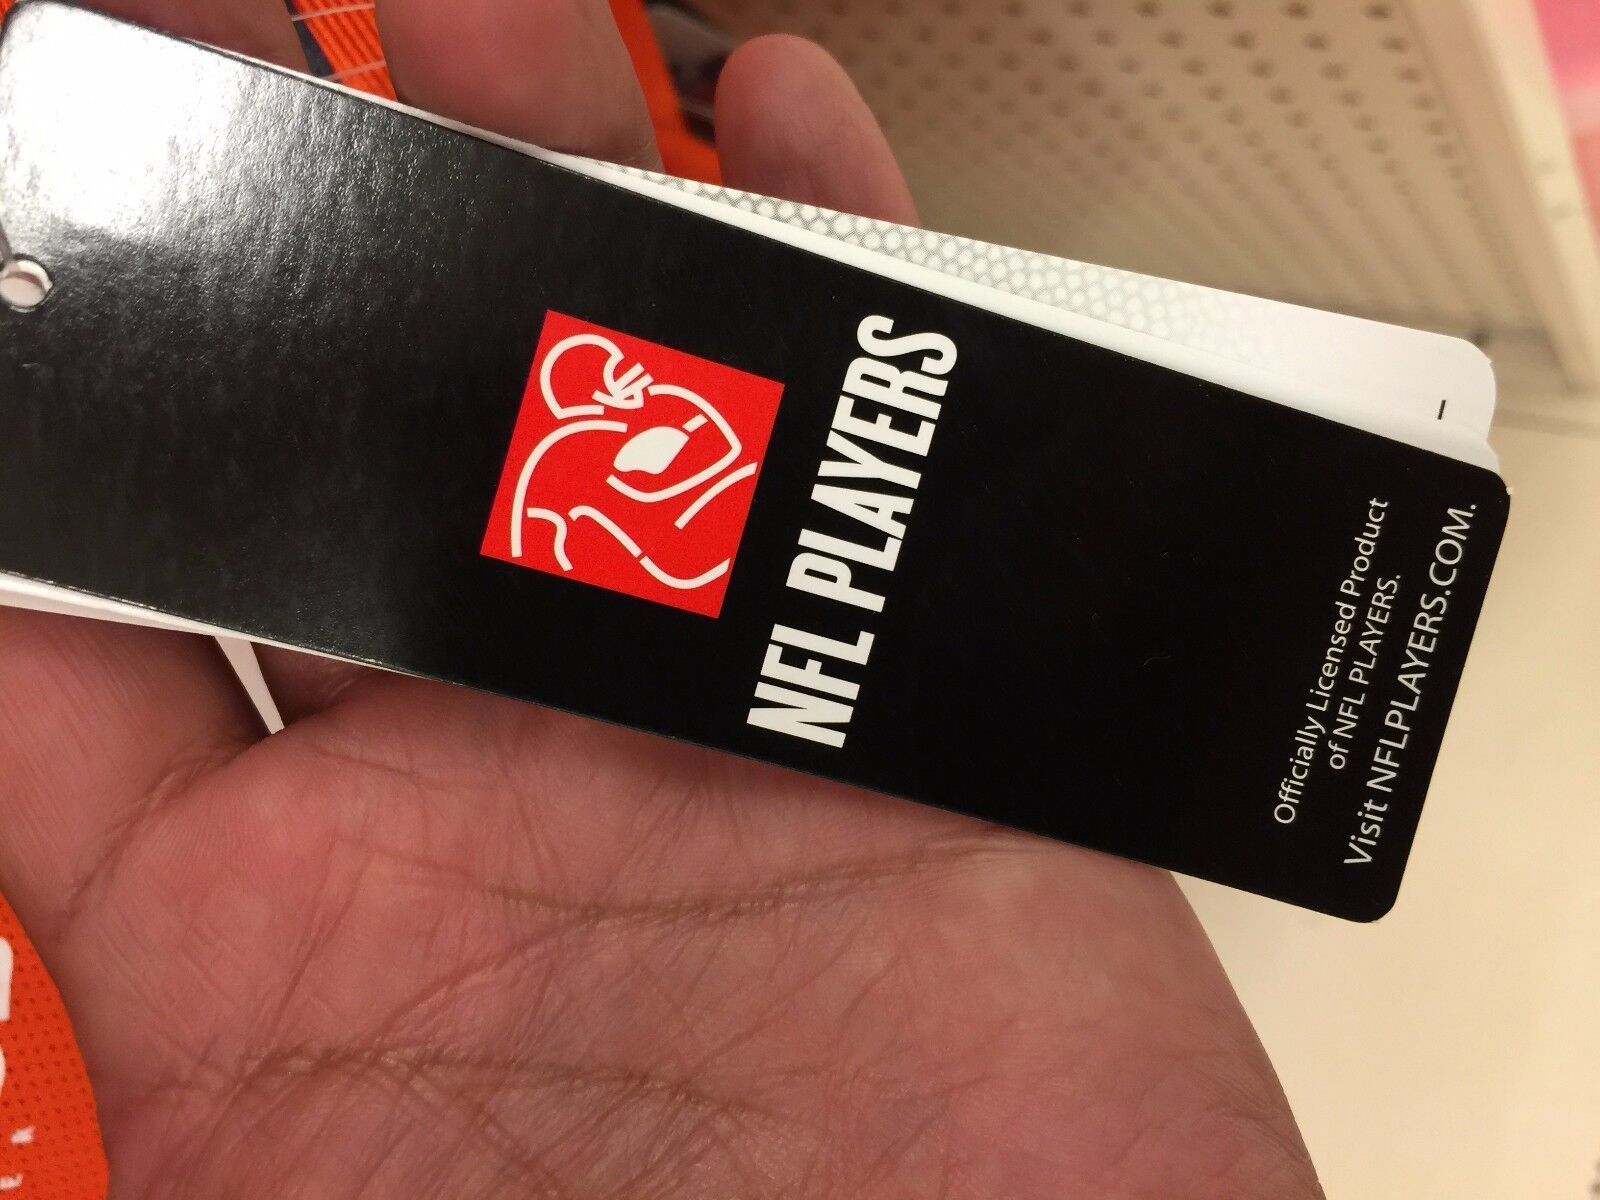 NFL PLAYERS
Officially Licensed Product
of NFL PLAYERS.
Visit NFLPLAYERS.COM.